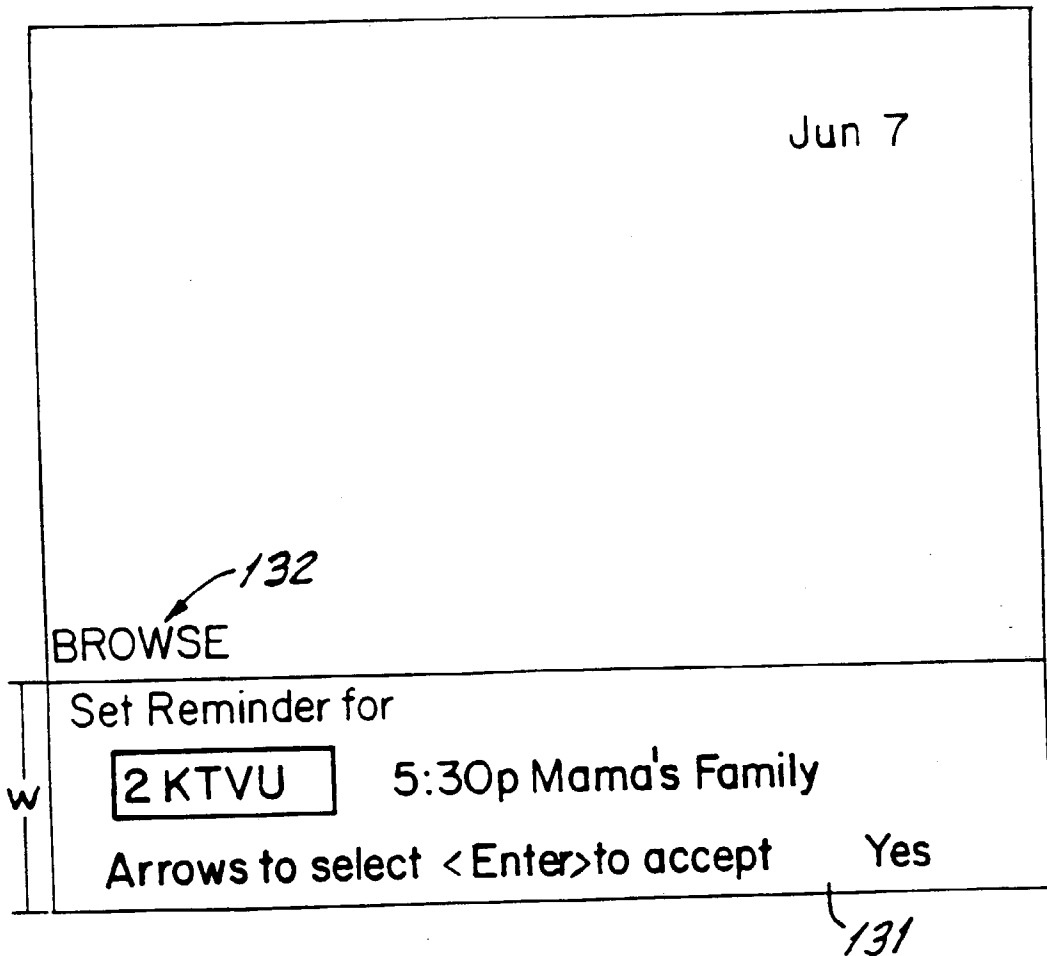 Jun 7
132
BROWSE
Set Reminder for
2 KTVU 5:30p Mama's Family
W
Arrows to select <Enter>to accept Yes
131